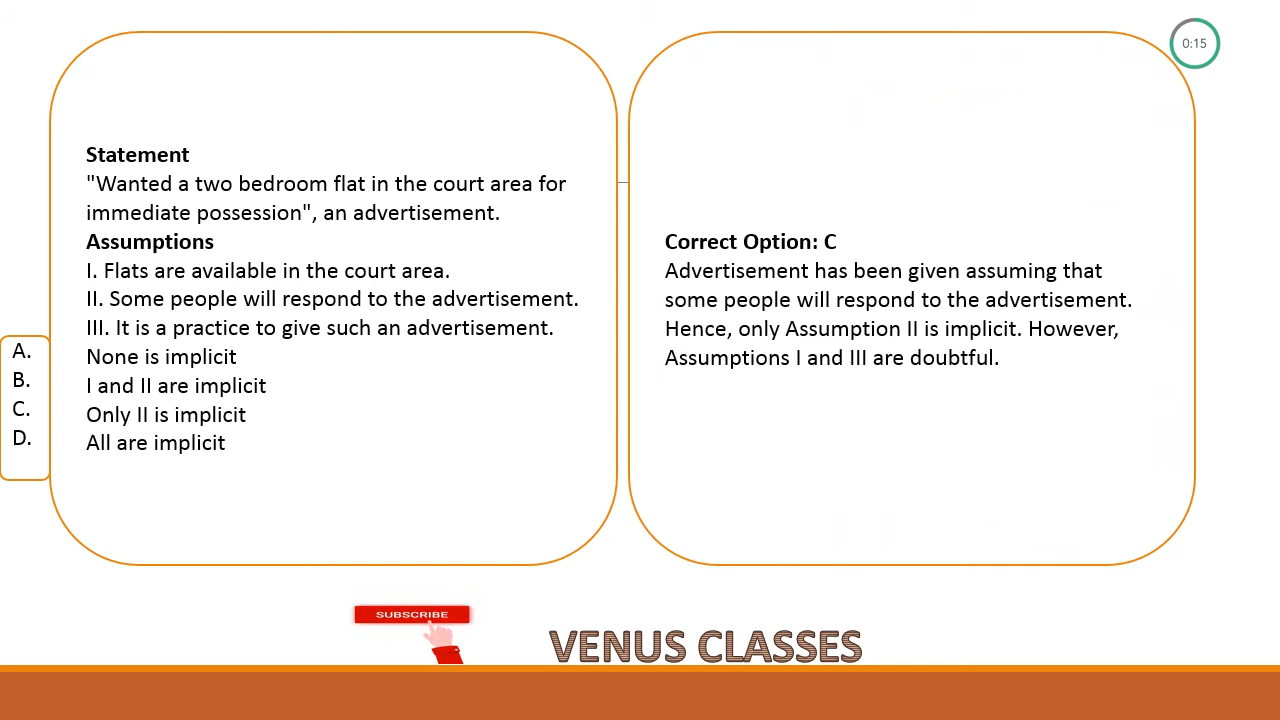 0:15
Statement
"Wanted a two bedroom flat in the court area for
immediate possession", an advertisement.
Assumptions
I. Flats are available in the court area.
II. Some people will respond to the advertisement.
III. It is a practice to give such an advertisement.
A. None is implicit
B. I and II are implicit
C. Only II is implicit
D. All are implicit
Correct Option: C
Advertisement has been given assuming that
some people will respond to the advertisement.
Hence, only Assumption II is implicit. However,
Assumptions I and III are doubtful.
SUBSCRIBE
VENUS CLASSES